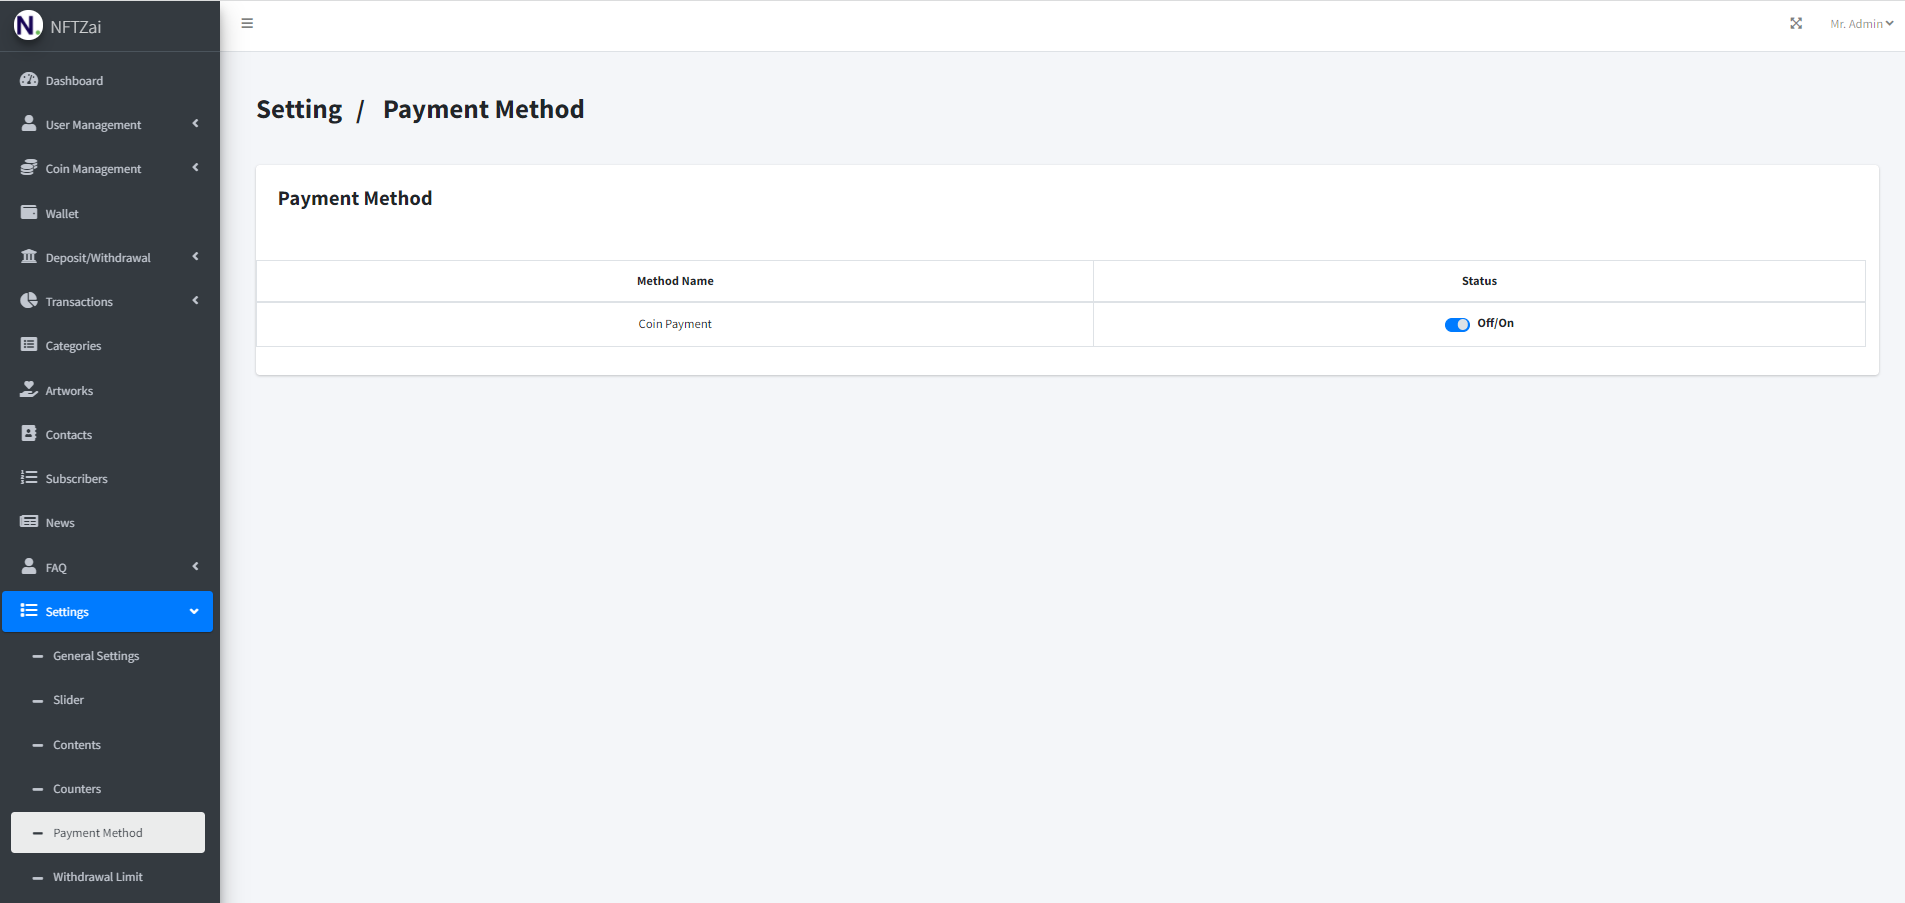 N. NFTZai
Mr. Admin
Dashboard
User Management
Coin Management
Wallet
Deposit/Withdrawal
Transactions
Categories
Artworks
Contacts
Subscribers
News
FAQ
Settings
General Settings
Slider
Contents
Counters
Payment Method
Withdrawal Limit
Setting / Payment Method
Payment Method
Method Name Status
Coin Payment Off/On